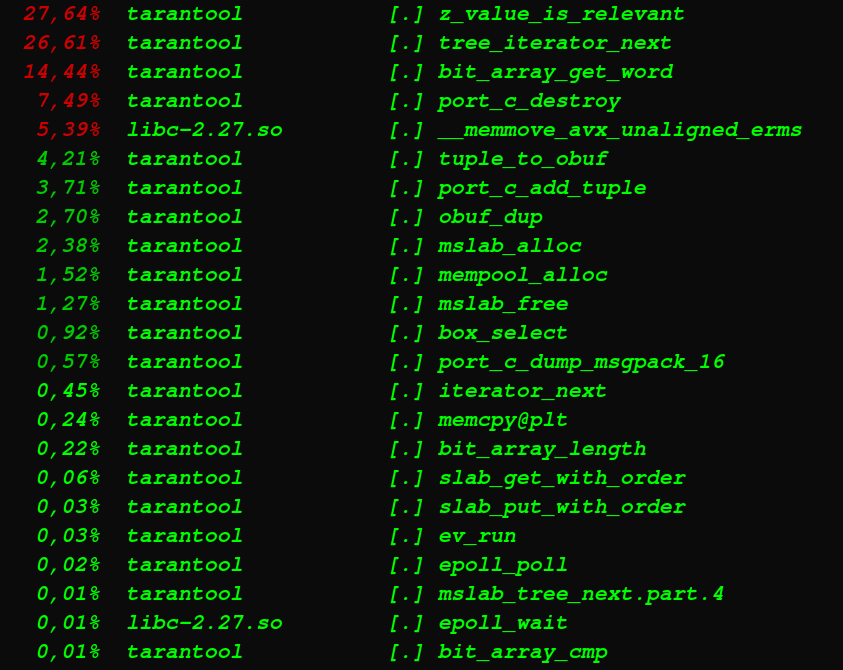 27,64% tarantool [.] z_value_is_relevant
26,61% tarantool [.] tree_iterator_next
14,44% tarantool [.] bit_array_get_word
7,49% tarantool [.] port_c_destroy
5,39% libc-2.27.so [.] __memmove_avx_unaligned_erms
4,21% tarantool [.] tuple_to_obuf
3,71% tarantool [.] port_c_add_tuple
2,70% tarantool [.] obuf_dup
2,38% tarantool [.] mslab_alloc
1,52% tarantool [.] mempool_alloc
1,27% tarantool [.] mslab_free
0,92% tarantool [.] box_select
0,57% tarantool [.] port_c_dump_msgpack_16
0,45% tarantool [.] iterator_next
0,24% tarantool [.] memcpy@plt
0,22% tarantool [.] bit_array_length
0,06% tarantool [.] slab_get_with_order
0,03% tarantool [.] slab_put_with_order
0,03% tarantool [.] ev_run
0,02% tarantool [.] epoll_poll
0,01% tarantool [.] mslab_tree_next.part.4
0,01% libc-2.27.so [.] epoll_wait
0,01% tarantool [.] bit_array_cmp